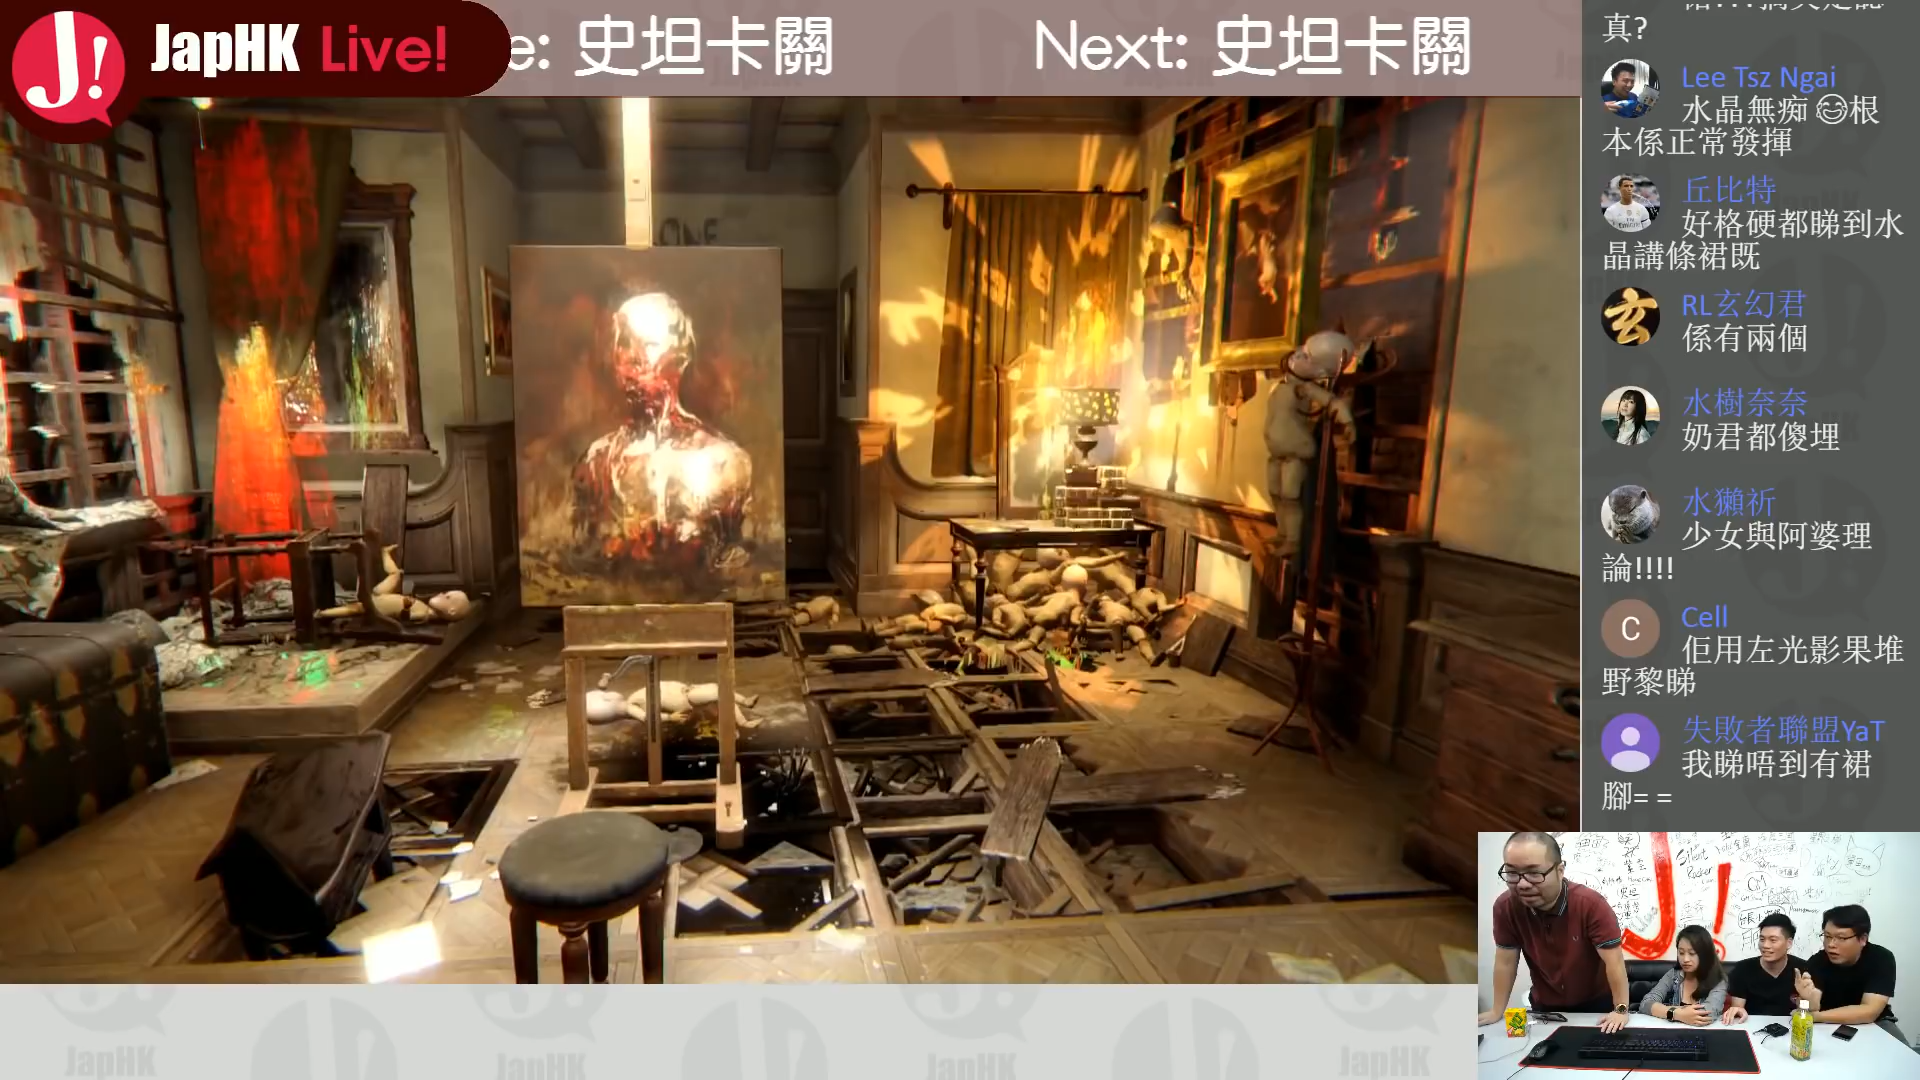 JapHK Live!
e: 史坦卡關
Next: 史坦卡關
真?
Lee Tsz Ngai
水晶無痴😂根
本係正常發揮
丘比特
好格硬都睇到水
晶講條裙既
RL玄幻君
係有兩個
水樹奈奈
奶君都傻埋
水獺祈
少女與阿婆理
論!!!!
C
Cell
佢用左光影果堆
野黎睇
失敗者聯盟YaT
我睇唔到有裙
腳= =
玄
J!
Silent
JapHK
JapHK
JapHK
JapHK